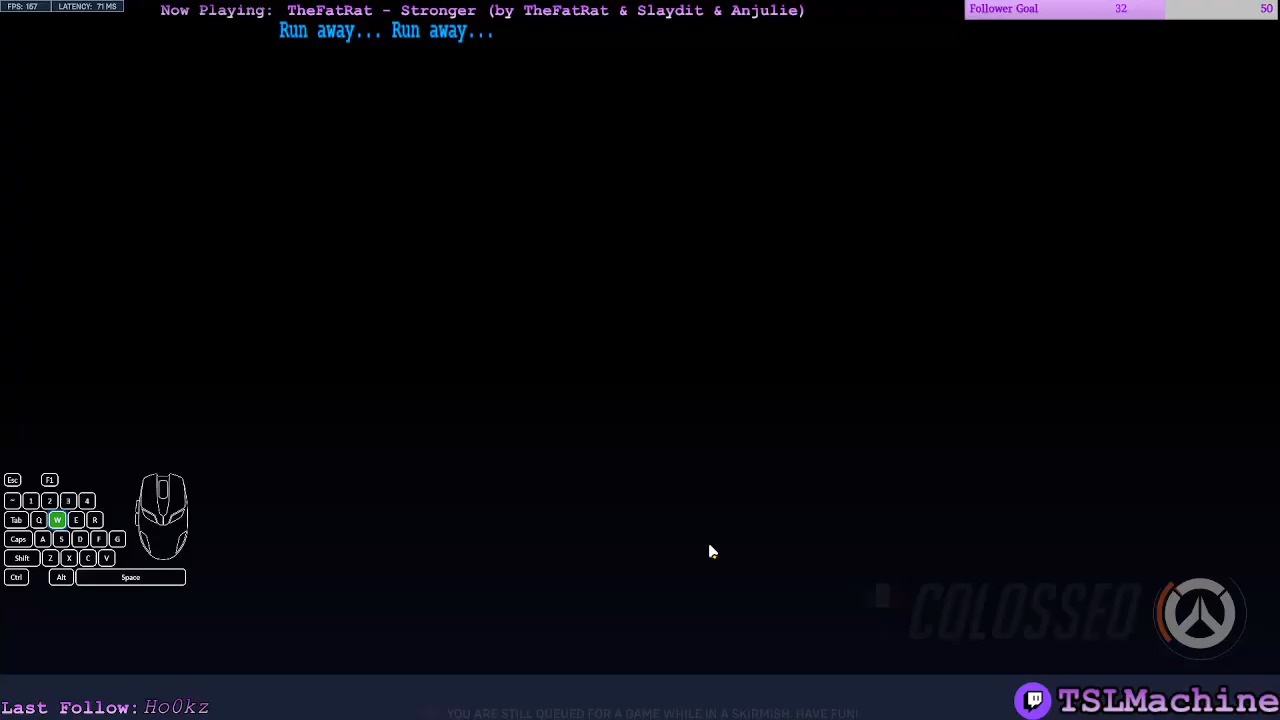 FPS: 157 LATENCY: 71 MS
Now Playing: TheFatRat - Stronger (by TheFatRat & Slaydit & Anjulie)
Follower Goal 32 50
Run away... Run away...
Esc F1
~ 1 2 3 4
Tab Q W E R
Caps A S D F G
Shift Z X C V
Ctrl Alt Space
COLOSSEO
Last Follow: Ho0kz
TSLMachine
YOU ARE STILL QUEUED FOR A GAME WHILE IN A SKIRMISH. HAVE FUN!